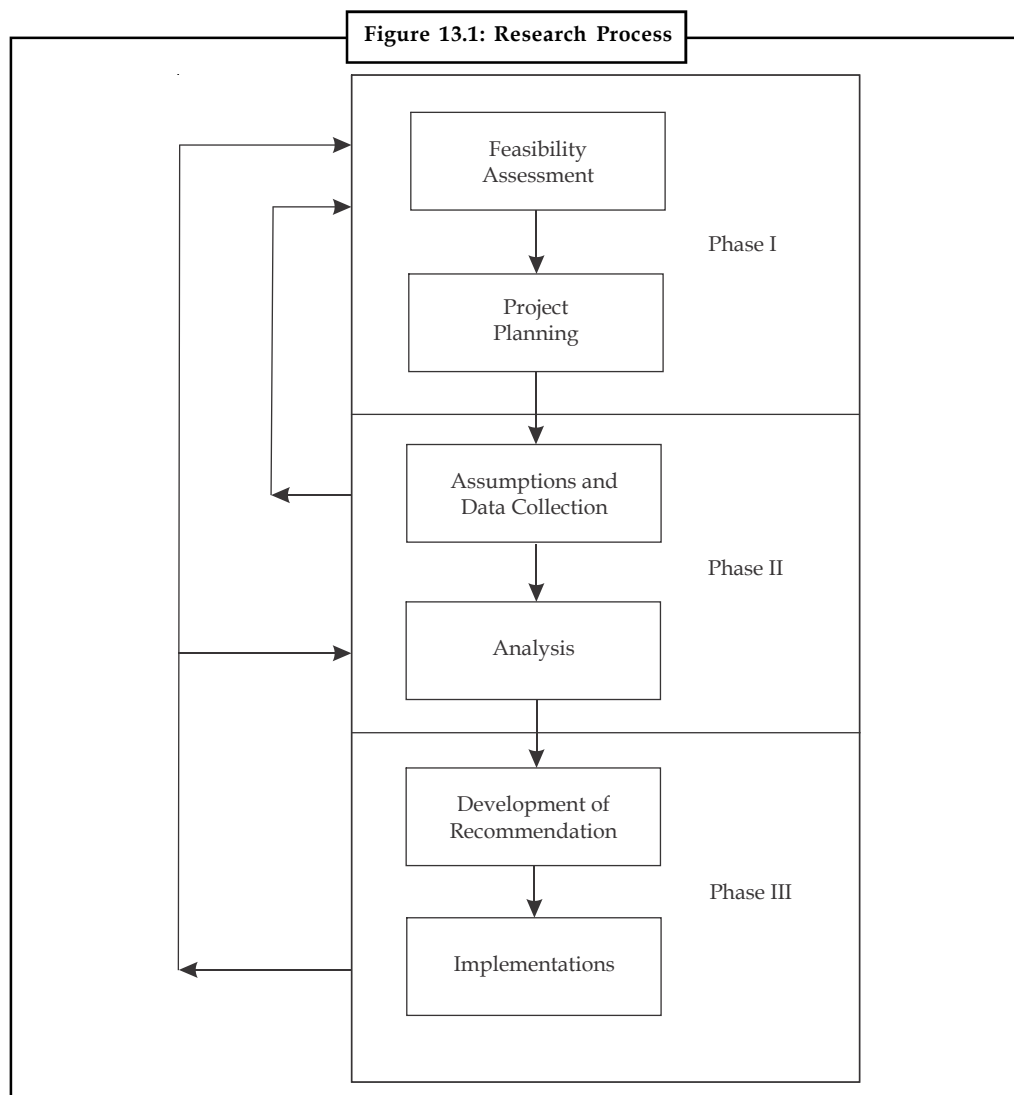 Figure 13.1: Research Process
Feasibility
Assessment
Phase I
Project
Planning
Assumptions and
Data Collection
Phase II
Analysis
Development of
Recommendation
Phase III
Implementations